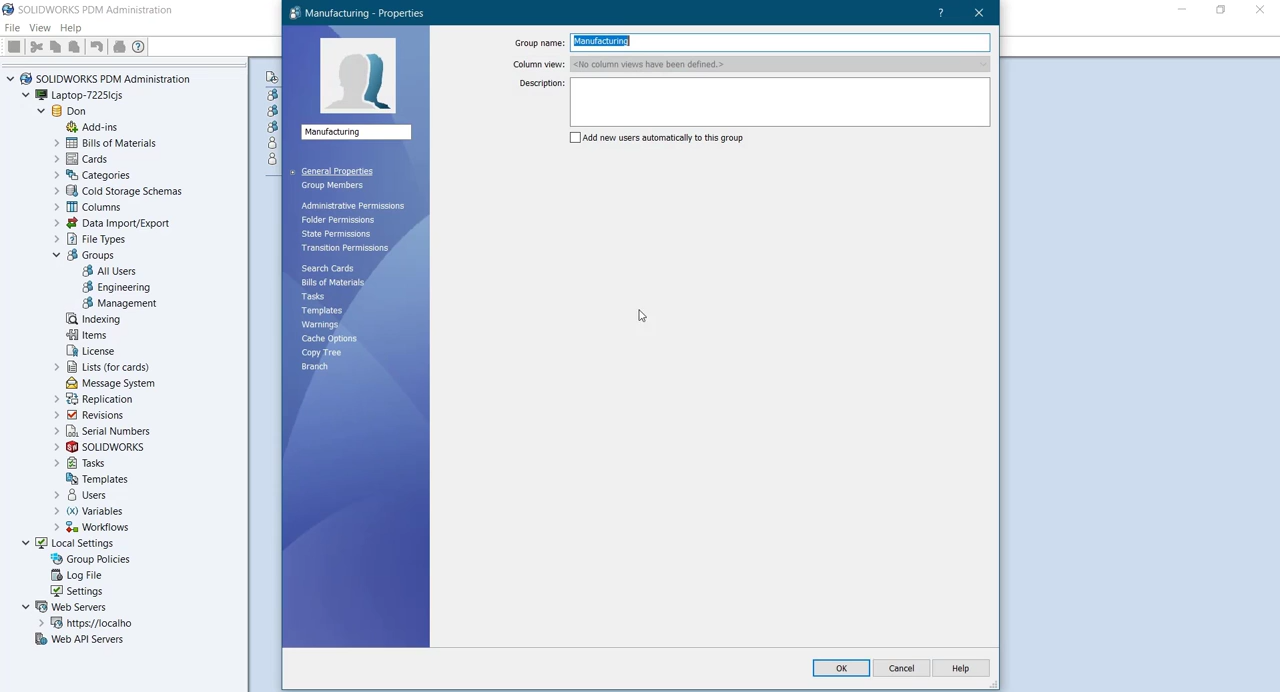 SOLIDWORKS PDM Administration
File View Help
SOLIDWORKS PDM Administration
Laptop-7225lcjs
Don
Add-ins
Bills of Materials
Cards
Categories
Cold Storage Schemas
Columns
Data Import/Export
File Types
Groups
All Users
Engineering
Management
Indexing
Items
License
Lists (for cards)
Message System
Replication
Revisions
Serial Numbers
SOLIDWORKS
Tasks
Templates
Users
Variables
Workflows
Local Settings
Group Policies
Log File
Settings
Web Servers
https://localho
Web API Servers
Manufacturing - Properties
Manufacturing
General Properties
Group Members
Administrative Permissions
Folder Permissions
State Permissions
Transition Permissions
Search Cards
Bills of Materials
Tasks
Templates
Warnings
Cache Options
Copy Tree
Branch
Group name: Manufacturing
Column view: <No column views have been defined.>
Description:
Add new users automatically to this group
OK Cancel Help